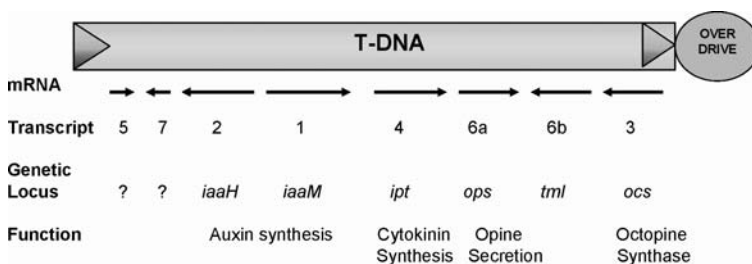 T-DNA
OVER
DRIVE
mRNA
Transcript 5 7 2 1 4 6a 6b 3
Genetic
Locus ? ? iaaH iaaM ipt ops tml ocs
Function Auxin synthesis Cytokinin Opine Octopine
Synthesis Secretion Synthase